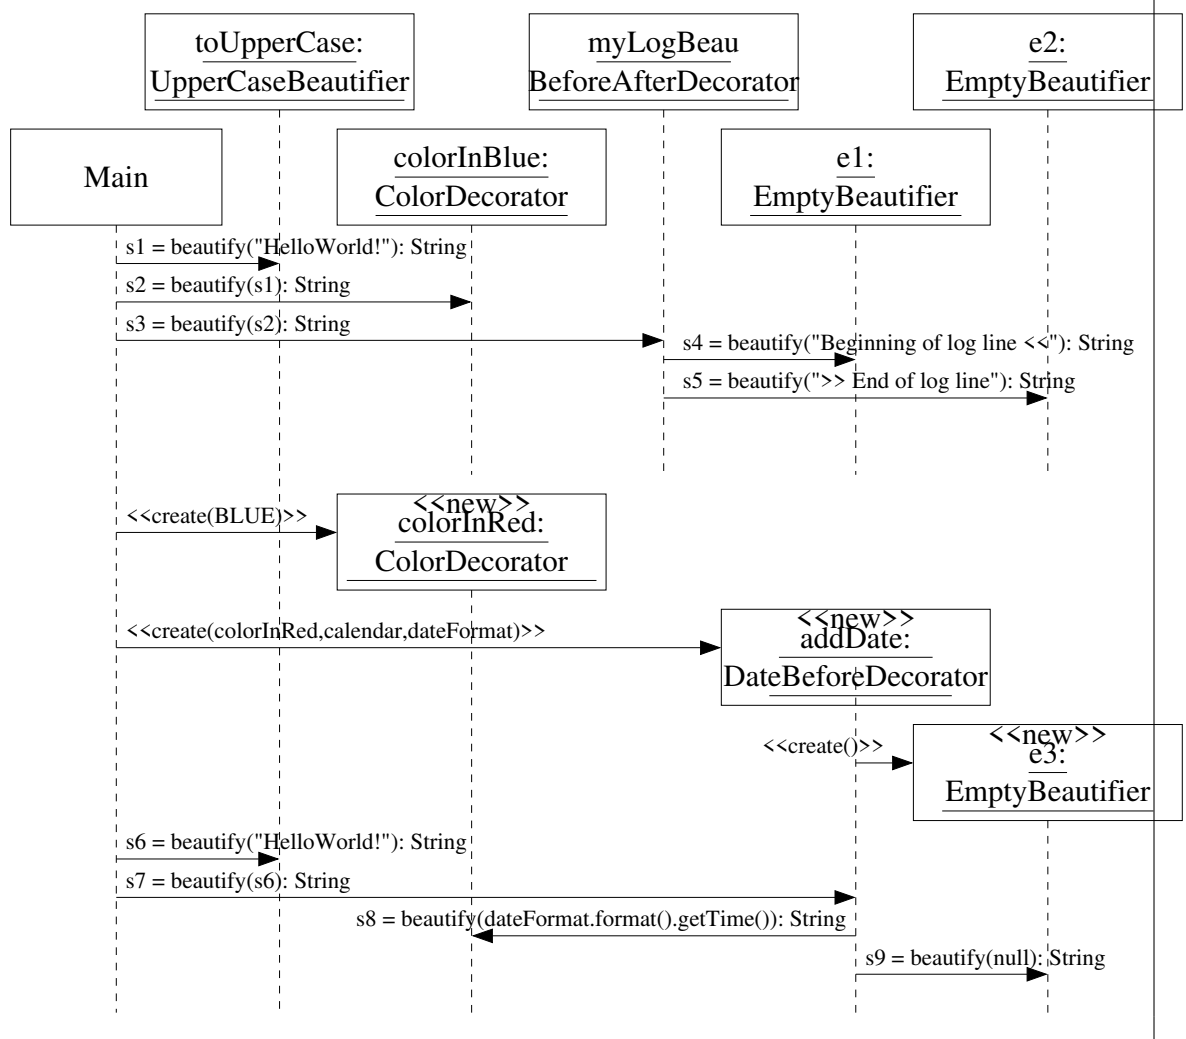 toUpperCase:
UpperCaseBeautifier
myLogBeau
BeforeAfterDecorator
e2:
EmptyBeautifier
Main
colorInBlue:
ColorDecorator
e1:
EmptyBeautifier
s1 = beautify("HelloWorld!"): String
s2 = beautify(s1): String
s3 = beautify(s2): String
s4 = beautify("Beginning of log line <<"): String
s5 = beautify(">> End of log line"): String
<<new>>
colorInRed:
ColorDecorator
<<create(BLUE)>>
<<new>>
addDate:
DateBeforeDecorator
<<create(colorInRed,calendar,dateFormat)>>
<<new>>
e3:
EmptyBeautifier
<<create()>>
s6 = beautify("HelloWorld!"): String
s7 = beautify(s6): String
s8 = beautify(dateFormat.format().getTime()): String
s9 = beautify(null): String